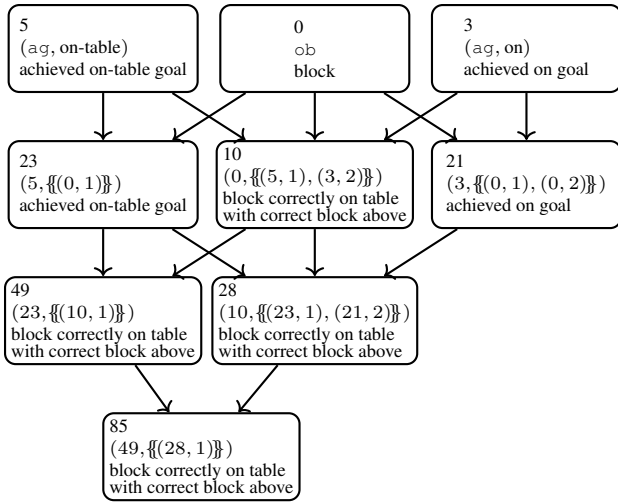 5
(ag, on-table)
achieved on-table goal
0
ob
block
3
(ag, on)
achieved on goal
23
(5, {{(0, 1)}})
achieved on-table goal
10
(0, {{(5, 1), (3, 2)}})
block correctly on table
with correct block above
21
(3, {{(0, 1), (0, 2)}})
achieved on goal
49
(23, {{(10, 1)}})
block correctly on table
with correct block above
28
(10, {{(23, 1), (21, 2)}})
block correctly on table
with correct block above
85
(49, {{(28, 1)}})
block correctly on table
with correct block above